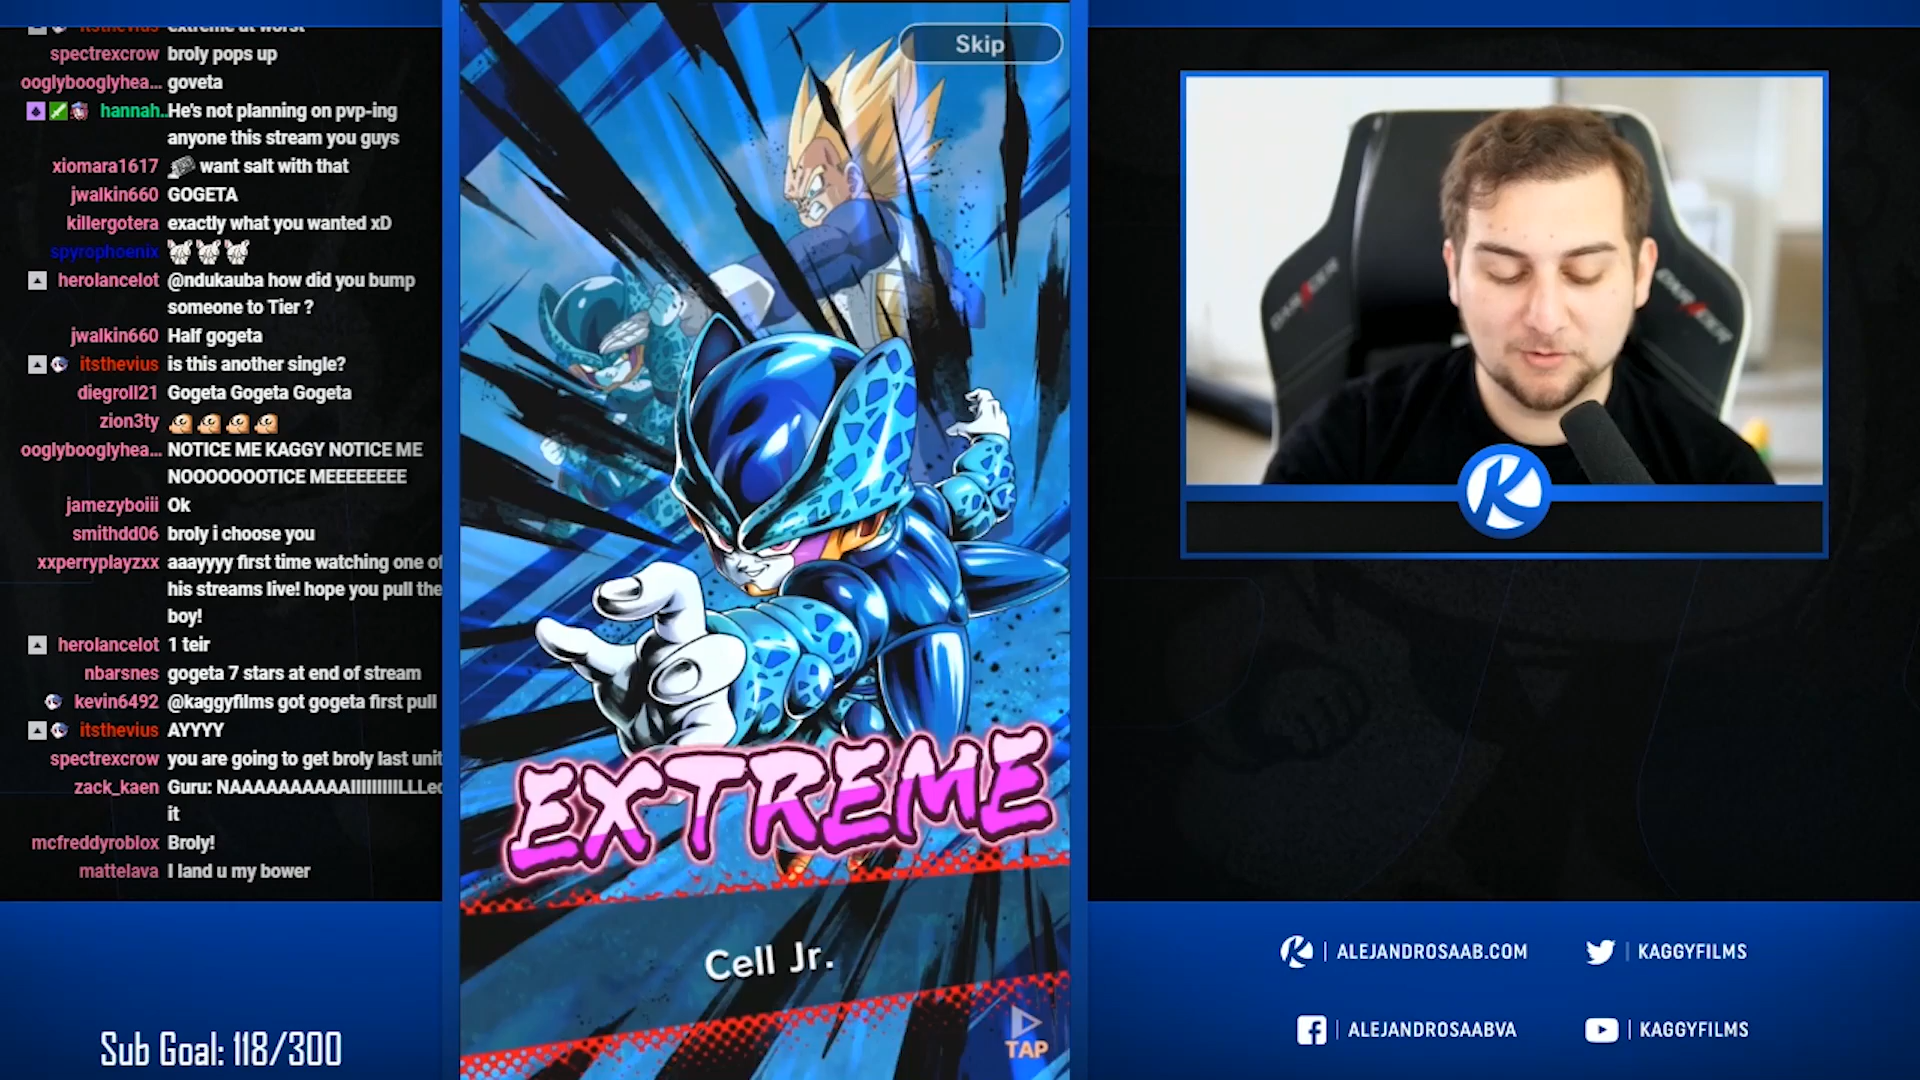 itsthevius extreme at worst
spectrexcrow broly pops up
ooglybooglyhea... goveta
hannah.. He's not planning on pvp-ing
anyone this stream you guys
xiomara1617 want salt with that
jwalkin660 GOGETA
killergotera exactly what you wanted xD
spyrophoenix
herolancelot @ndukauba how did you bump
someone to Tier ?
jwalkin660 Half gogeta
itsthevius is this another single?
diegroll21 Gogeta Gogeta Gogeta
zion3ty
ooglybooglyhea... NOTICE ME KAGGY NOTICE ME
NOOOOOOOTICE MEEEEEEEE
jamezyboiii Ok
smithdd06 broly i choose you
xxperryplayzxx aaayyyy first time watching one of
his streams live! hope you pull the
boy!
herolancelot 1 teir
nbarsnes gogeta 7 stars at end of stream
kevin6492 @kaggyfilms got gogeta first pull
itsthevius AYYYY
spectrexcrow you are going to get broly last unit
zack_kaen Guru:
it
mcfreddyroblox Broly!
mattelava I land u my bower
Sub Goal: 118/300
Skip
EXTREME
Cell Jr.
TAP
K
K | ALEJANDROSAAB.COM
| KAGGYFILMS
| ALEJANDROSAABVA
| KAGGYFILMS